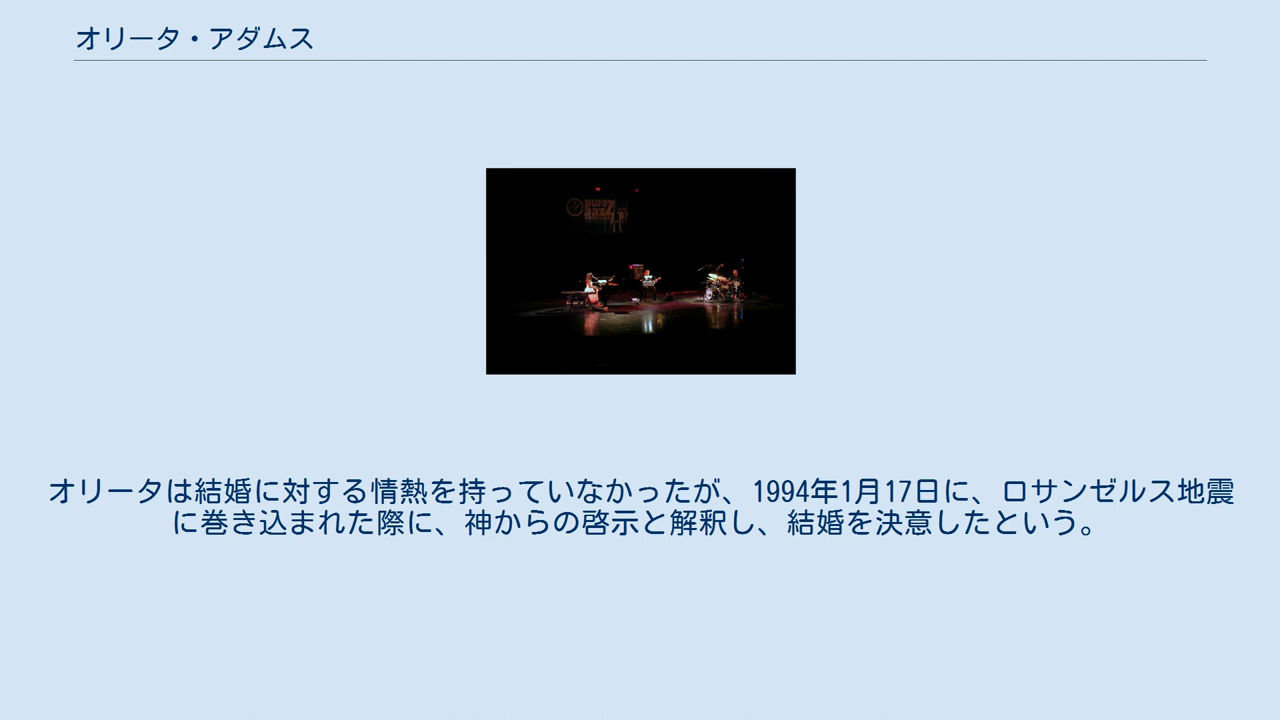 オリータ・アダムス
pure
jazz
オリータは結婚に対する情熱を持っていなかったが、1994年1月17日に、ロサンゼルス地震
に巻き込まれた際に、神からの啓示と解釈し、結婚を決意したという。